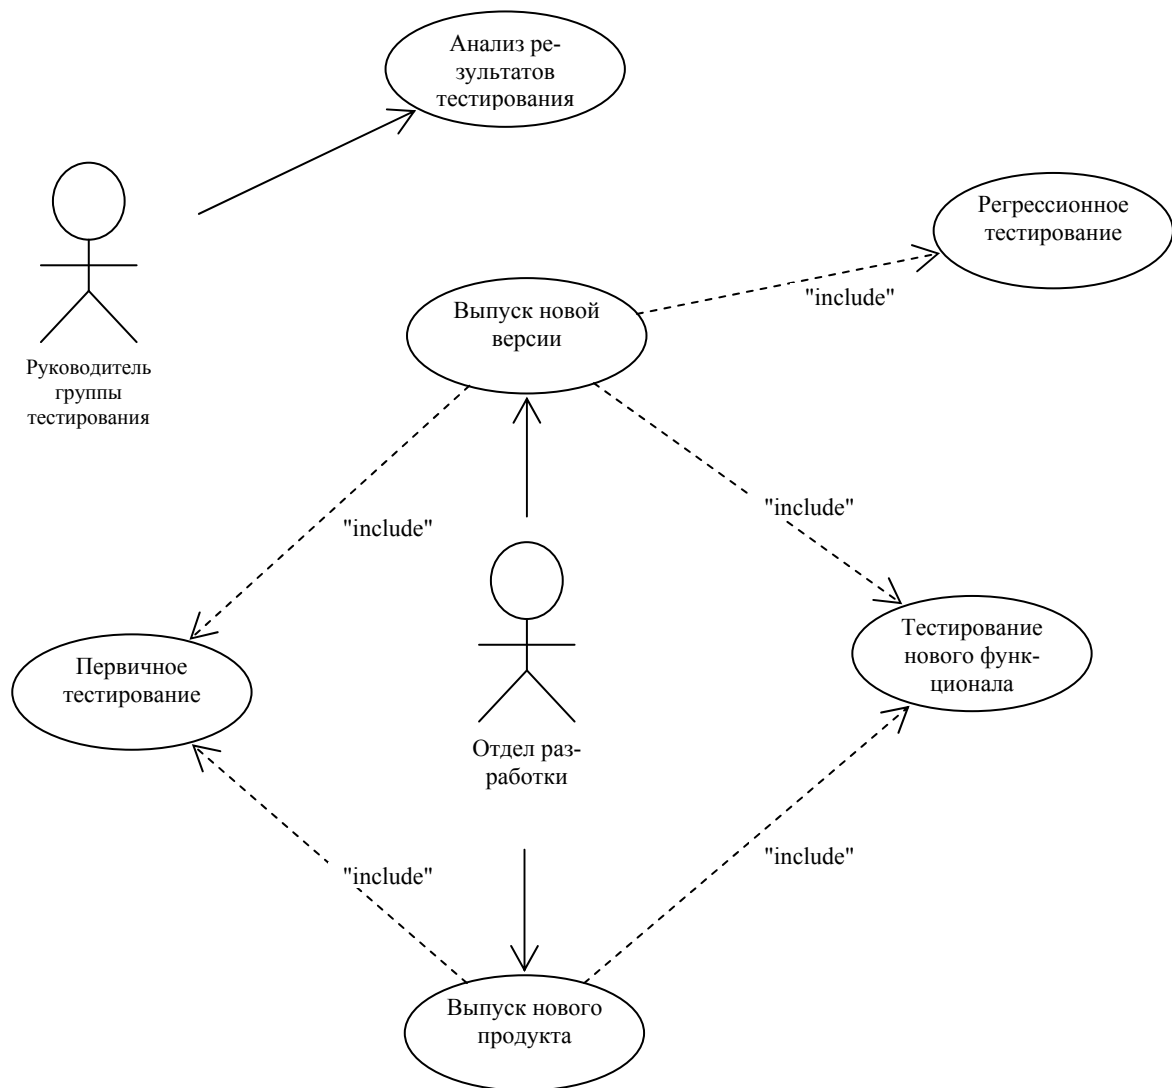 Анализ ре-
зультатов
тестирования
Регрессионное
тестирование
"include"
Выпуск новой
версии
Руководитель
группы
тестирования
"include"
"include"
Первичное
тестирование
Тестирование
нового функ-
ционала
Отдел раз-
работки
"include"
"include"
Выпуск нового
продукта